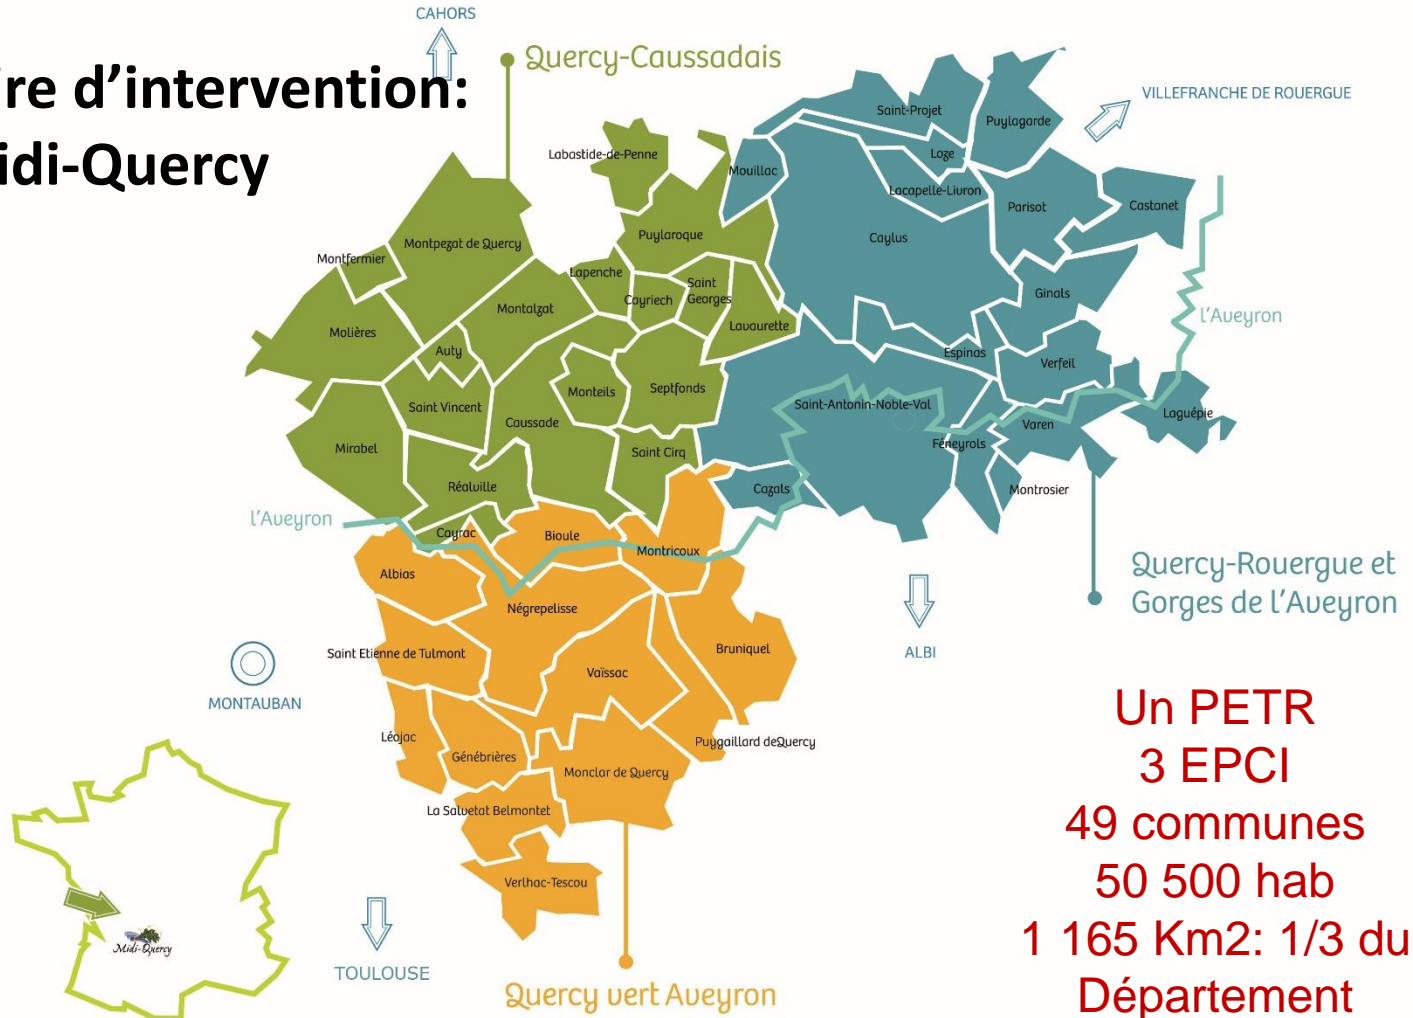 CAHORS
ire d’intervention:
idi-Quercy
Quercy-Caussadais
VILLEFRANCHE DE ROUERGUE
Saint-Projet
Puylagarde
Labastide-de-Penne
Loze
Mouillac
Lacapelle-Livron
Parisot
Castanet
Puylaroque
Caylus
Montpezat de Quercy
Montfermier
Lapenche
Saint
Georges
Cayriech
Ginals
Montalzat
l'Aveyron
Molières
Lavaurette
Auty
Espinas
Verfeil
Monteils
Septfonds
Saint Vincent
Saint-Antonin-Noble-Val
Laguépie
Caussade
Varen
Mirabel
Saint Cirq
Féneyrols
Réalville
Cazals
Montrosier
l'Aveyron
Cayrac
Bioule
Montricoux
Albias
Quercy-Rouergue et
Gorges de l'Aveyron
Négrepelisse
Saint Etienne de Tulmont
Bruniquel
ALBI
Vaïssac
MONTAUBAN
Léojac
Puygaillard deQuercy
Génébrières
Monclar de Quercy
La Salvetat Belmontet
Verlhac-Tescou
Midi-Quercy
TOULOUSE
Quercy vert Aveyron
Un PETR
3 EPCI
49 communes
50 500 hab
1 165 Km2: 1/3 du
Département